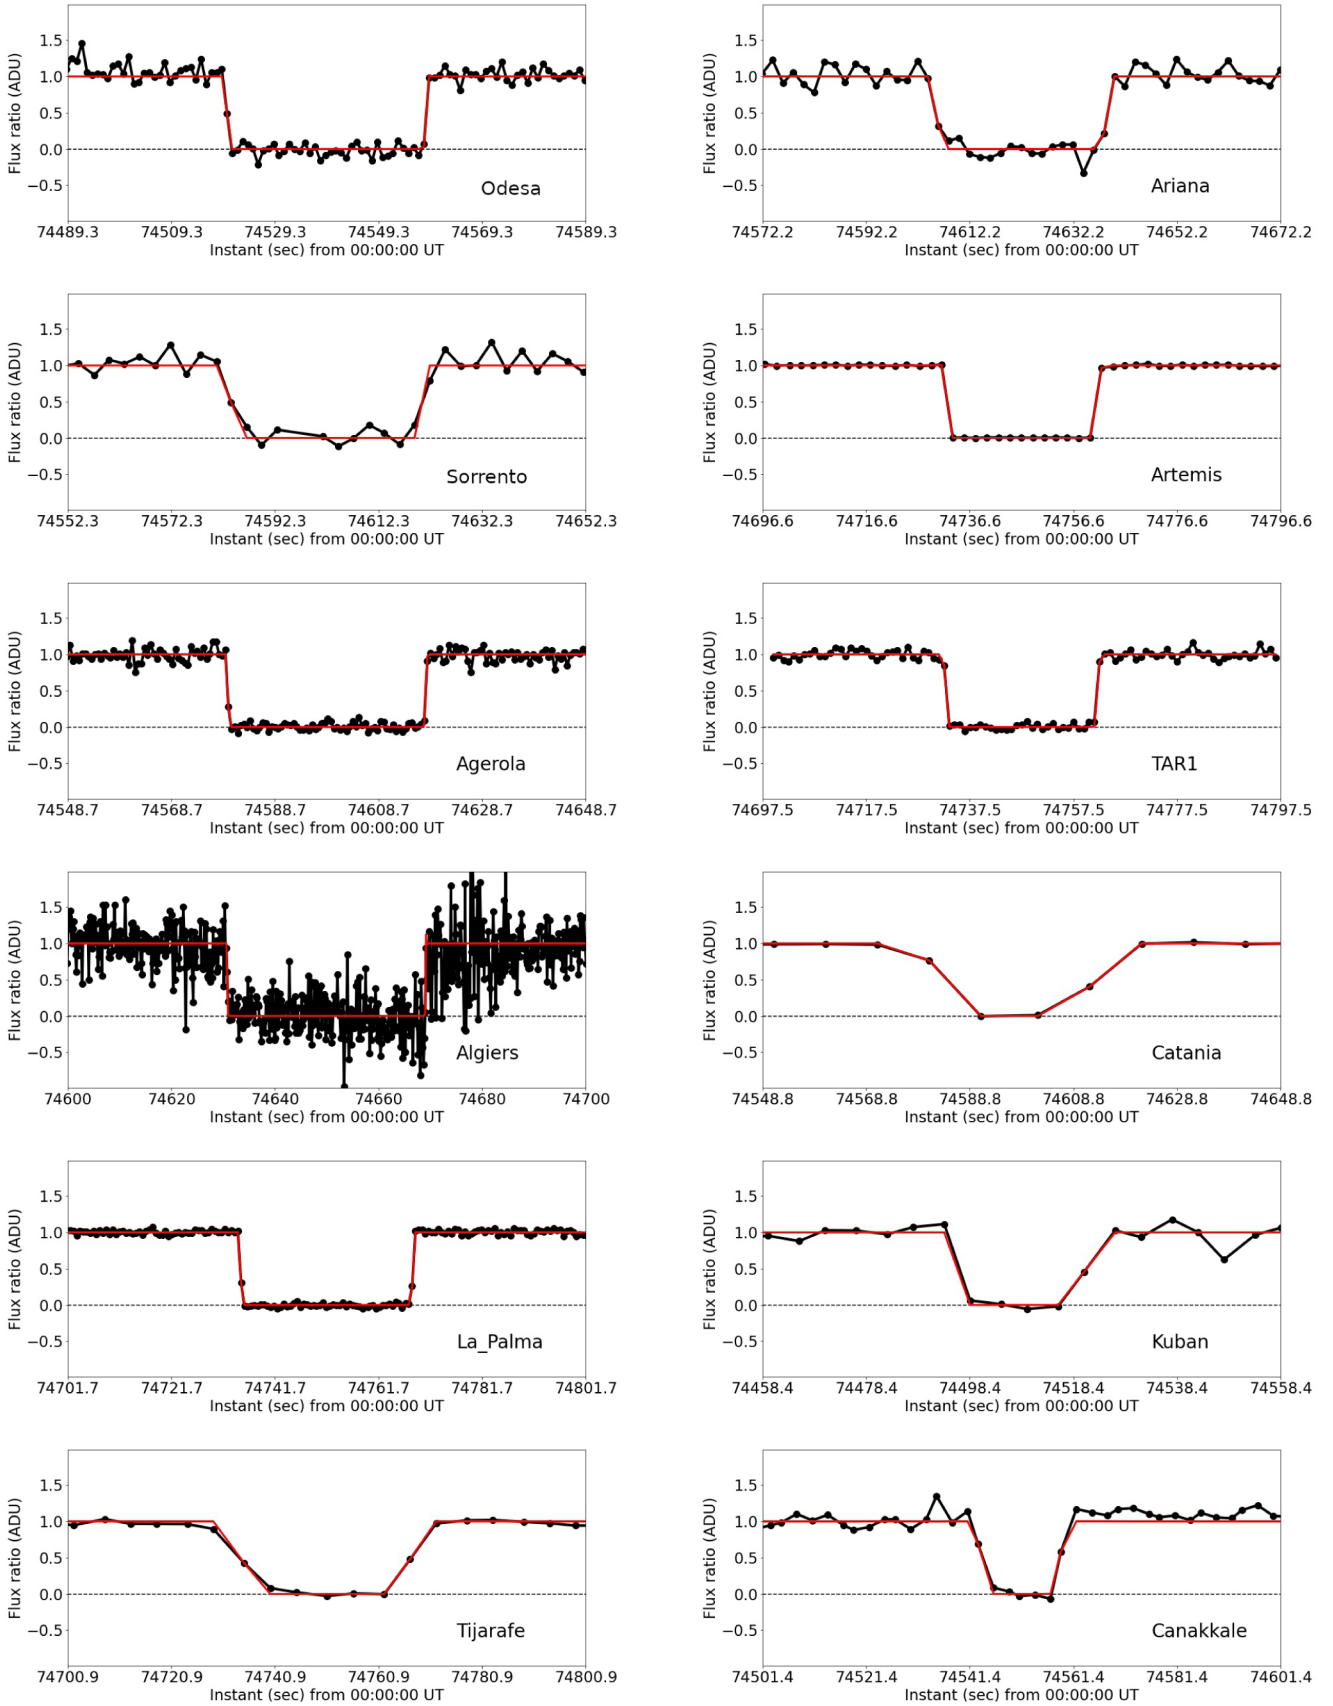 1.5
1.0
0.5
0.0
−0.5
Flux ratio (ADU)
Odesa
74489.3 74509.3 74529.3 74549.3 74569.3 74589.3
Instant (sec) from 00:00:00 UT
1.5
1.0
0.5
0.0
−0.5
Flux ratio (ADU)
Ariana
74572.2 74592.2 74612.2 74632.2 74652.2 74672.2
Instant (sec) from 00:00:00 UT
1.5
1.0
0.5
0.0
−0.5
Flux ratio (ADU)
Sorrento
74552.3 74572.3 74592.3 74612.3 74632.3 74652.3
Instant (sec) from 00:00:00 UT
1.5
1.0
0.5
0.0
−0.5
Flux ratio (ADU)
Artemis
74696.6 74716.6 74736.6 74756.6 74776.6 74796.6
Instant (sec) from 00:00:00 UT
1.5
1.0
0.5
0.0
−0.5
Flux ratio (ADU)
Agerola
74548.7 74568.7 74588.7 74608.7 74628.7 74648.7
Instant (sec) from 00:00:00 UT
1.5
1.0
0.5
0.0
−0.5
Flux ratio (ADU)
TAR1
74697.5 74717.5 74737.5 74757.5 74777.5 74797.5
Instant (sec) from 00:00:00 UT
1.5
1.0
0.5
0.0
−0.5
Flux ratio (ADU)
Algiers
74600 74620 74640 74660 74680 74700
Instant (sec) from 00:00:00 UT
1.5
1.0
0.5
0.0
−0.5
Flux ratio (ADU)
Catania
74548.8 74568.8 74588.8 74608.8 74628.8 74648.8
Instant (sec) from 00:00:00 UT
1.5
1.0
0.5
0.0
−0.5
Flux ratio (ADU)
La_Palma
74701.7 74721.7 74741.7 74761.7 74781.7 74801.7
Instant (sec) from 00:00:00 UT
1.5
1.0
0.5
0.0
−0.5
Flux ratio (ADU)
Kuban
74458.4 74478.4 74498.4 74518.4 74538.4 74558.4
Instant (sec) from 00:00:00 UT
1.5
1.0
0.5
0.0
−0.5
Flux ratio (ADU)
Tijarafe
74700.9 74720.9 74740.9 74760.9 74780.9 74800.9
Instant (sec) from 00:00:00 UT
1.5
1.0
0.5
0.0
−0.5
Flux ratio (ADU)
Canakkale
74501.4 74521.4 74541.4 74561.4 74581.4 74601.4
Instant (sec) from 00:00:00 UT